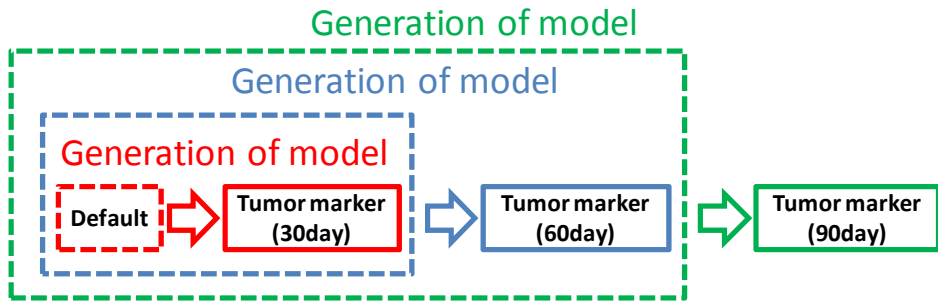 Generation of model
Generation of model
Generation of model
Default
Tumor marker
(30day)
Tumor marker
(60day)
Tumor marker
(90day)